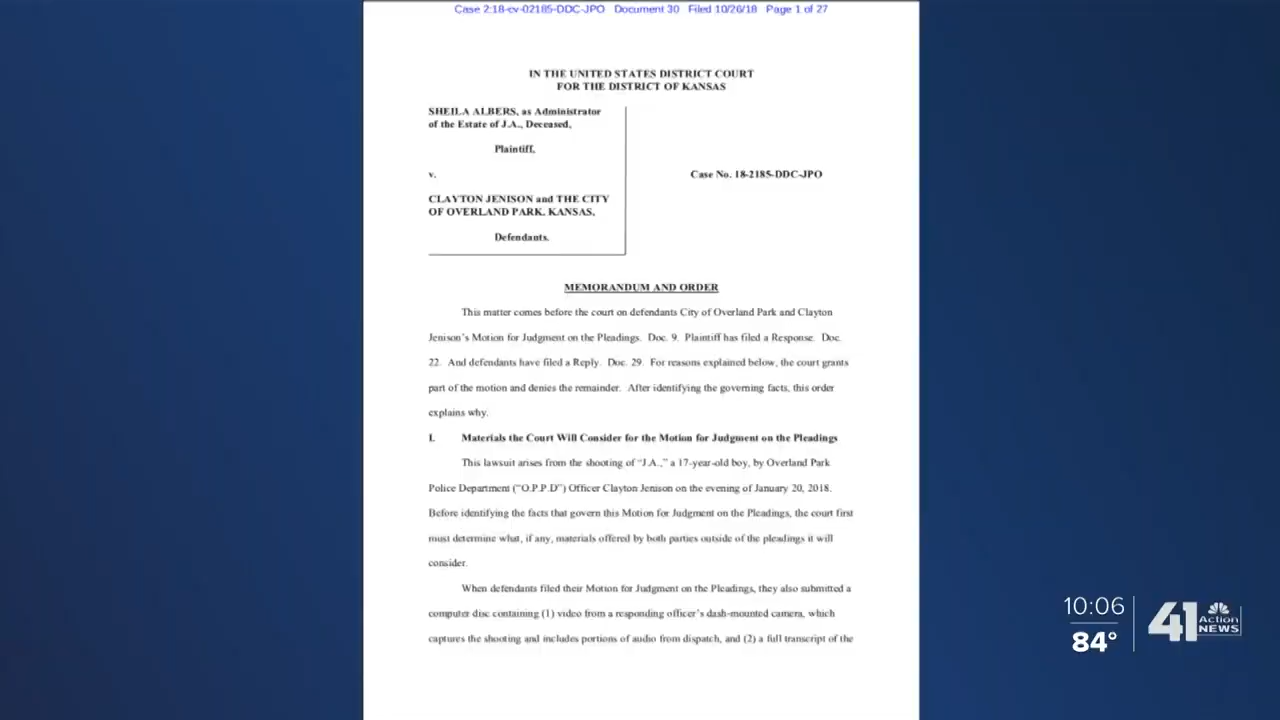 Case 2:18-cv-02185-DDC-JPO Document 30 Filed 10/26/18 Page 1 of 27
IN THE UNITED STATES DISTRICT COURT
FOR THE DISTRICT OF KANSAS
SHEILA ALBERS, as Administrator
of the Estate of J.A., Deceased,
Plaintiff,
v.
Case No. 18-2185-DDC-JPO
CLAYTON JENISON and THE CITY
OF OVERLAND PARK, KANSAS,
Defendants.
MEMORANDUM AND ORDER
This matter comes before the court on defendants City of Overland Park and Clayton
Jenison's Motion for Judgment on the Pleadings. Doc. 9. Plaintiff has filed a Response. Doc.
22. And defendants have filed a Reply. Doc. 29. For reasons explained below, the court grants
part of the motion and denies the remainder. After identifying the governing facts, this order
explains why.
I. Materials the Court Will Consider for the Motion for Judgment on the Pleadings
This lawsuit arises from the shooting of "J.A.," a 17-year-old boy, by Overland Park
Police Department ("O.P.P.D") Officer Clayton Jenison on the evening of January 20, 2018.
Before identifying the facts that govern this Motion for Judgment on the Pleadings, the court first
must determine what, if any, materials offered by both parties outside of the pleadings it will
consider.
When defendants filed their Motion for Judgment on the Pleadings, they also submitted a
computer disc containing (1) video from a responding officer's dash-mounted camera, which
captures the shooting and includes portions of audio from dispatch, and (2) a full transcript of the
10:06
84°
41 Action
NEWS